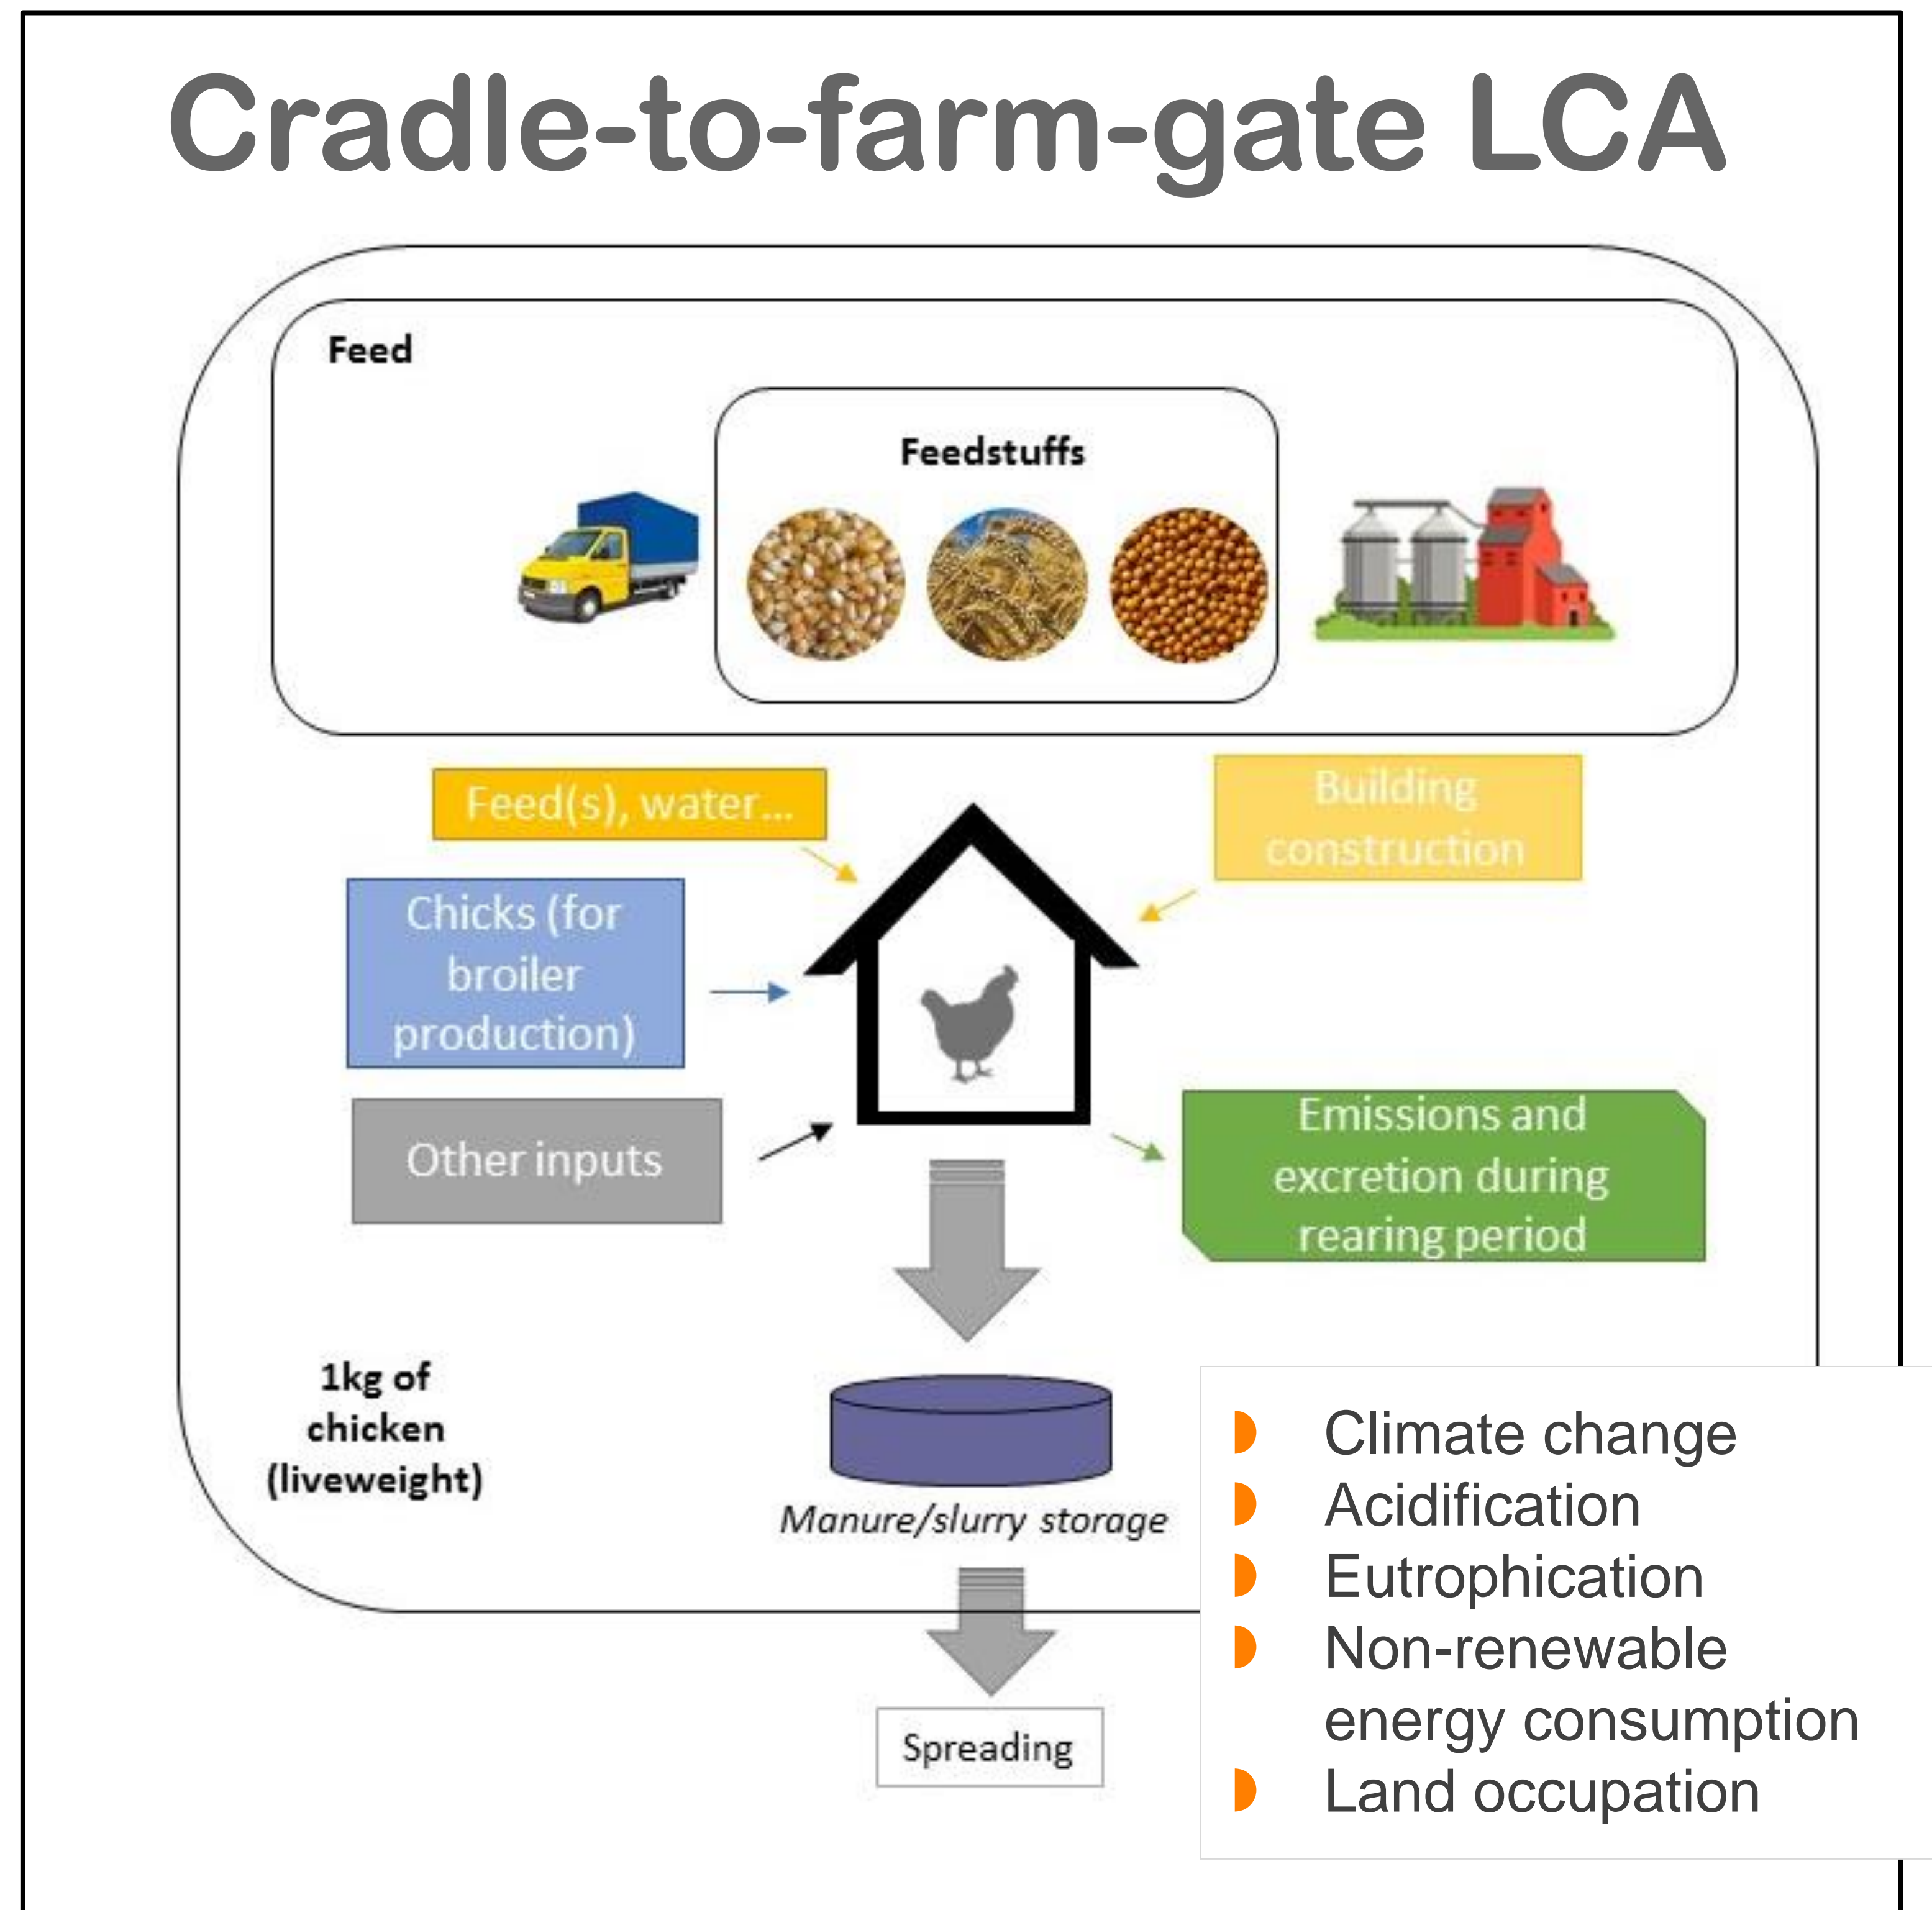 Cradle-to-farm-gate LCA
Feed
Feedstuffs
Feed(s), water...
Building
construction
Chicks (for
broiler
production)
Other inputs
Emissions and
excretion during
rearing period
1kg of
chicken
(liveweight)
Manure/slurry storage
Spreading
Climate change
Acidification
Eutrophication
Non-renewable
energy consumption
Land occupation